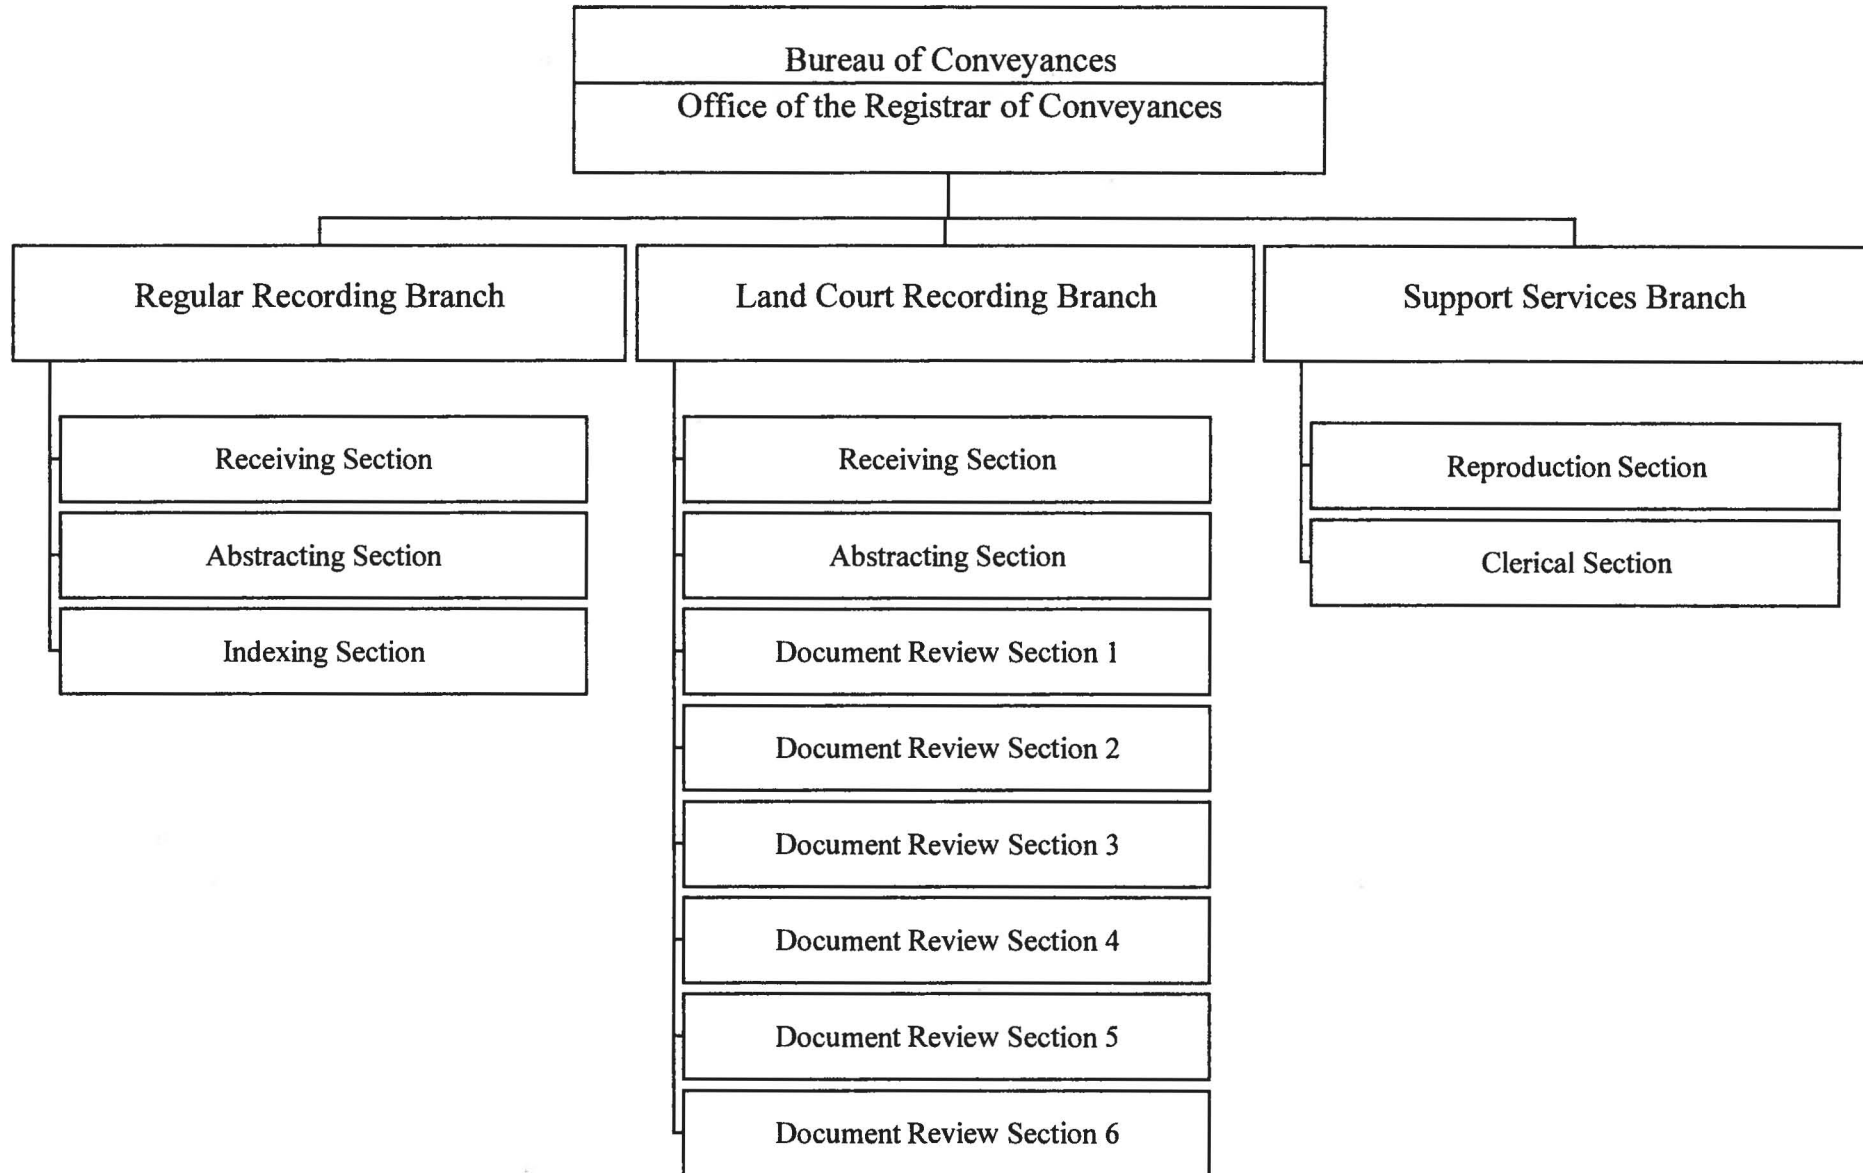 Bureau of Conveyances
Office of the Registrar of Conveyances
Regular Recording Branch
Land Court Recording Branch
Support Services Branch
Receiving Section
Abstracting Section
Indexing Section
Receiving Section
Abstracting Section
Document Review Section 1
Document Review Section 2
Document Review Section 3
Document Review Section 4
Document Review Section 5
Document Review Section 6
Reproduction Section
Clerical Section